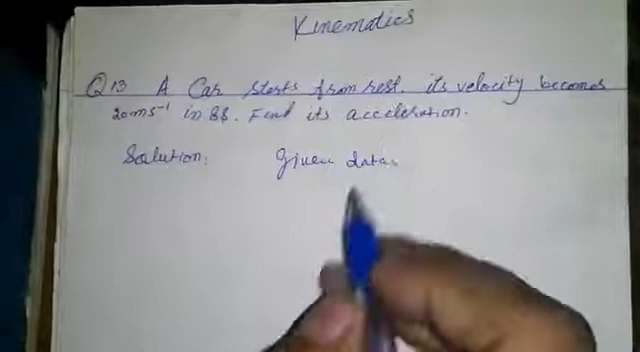 Kinematics
Q13 A Car starts from rest. its velocity becomes
20ms⁻¹ in 8s. Find its acceleration.
Solution: Given data